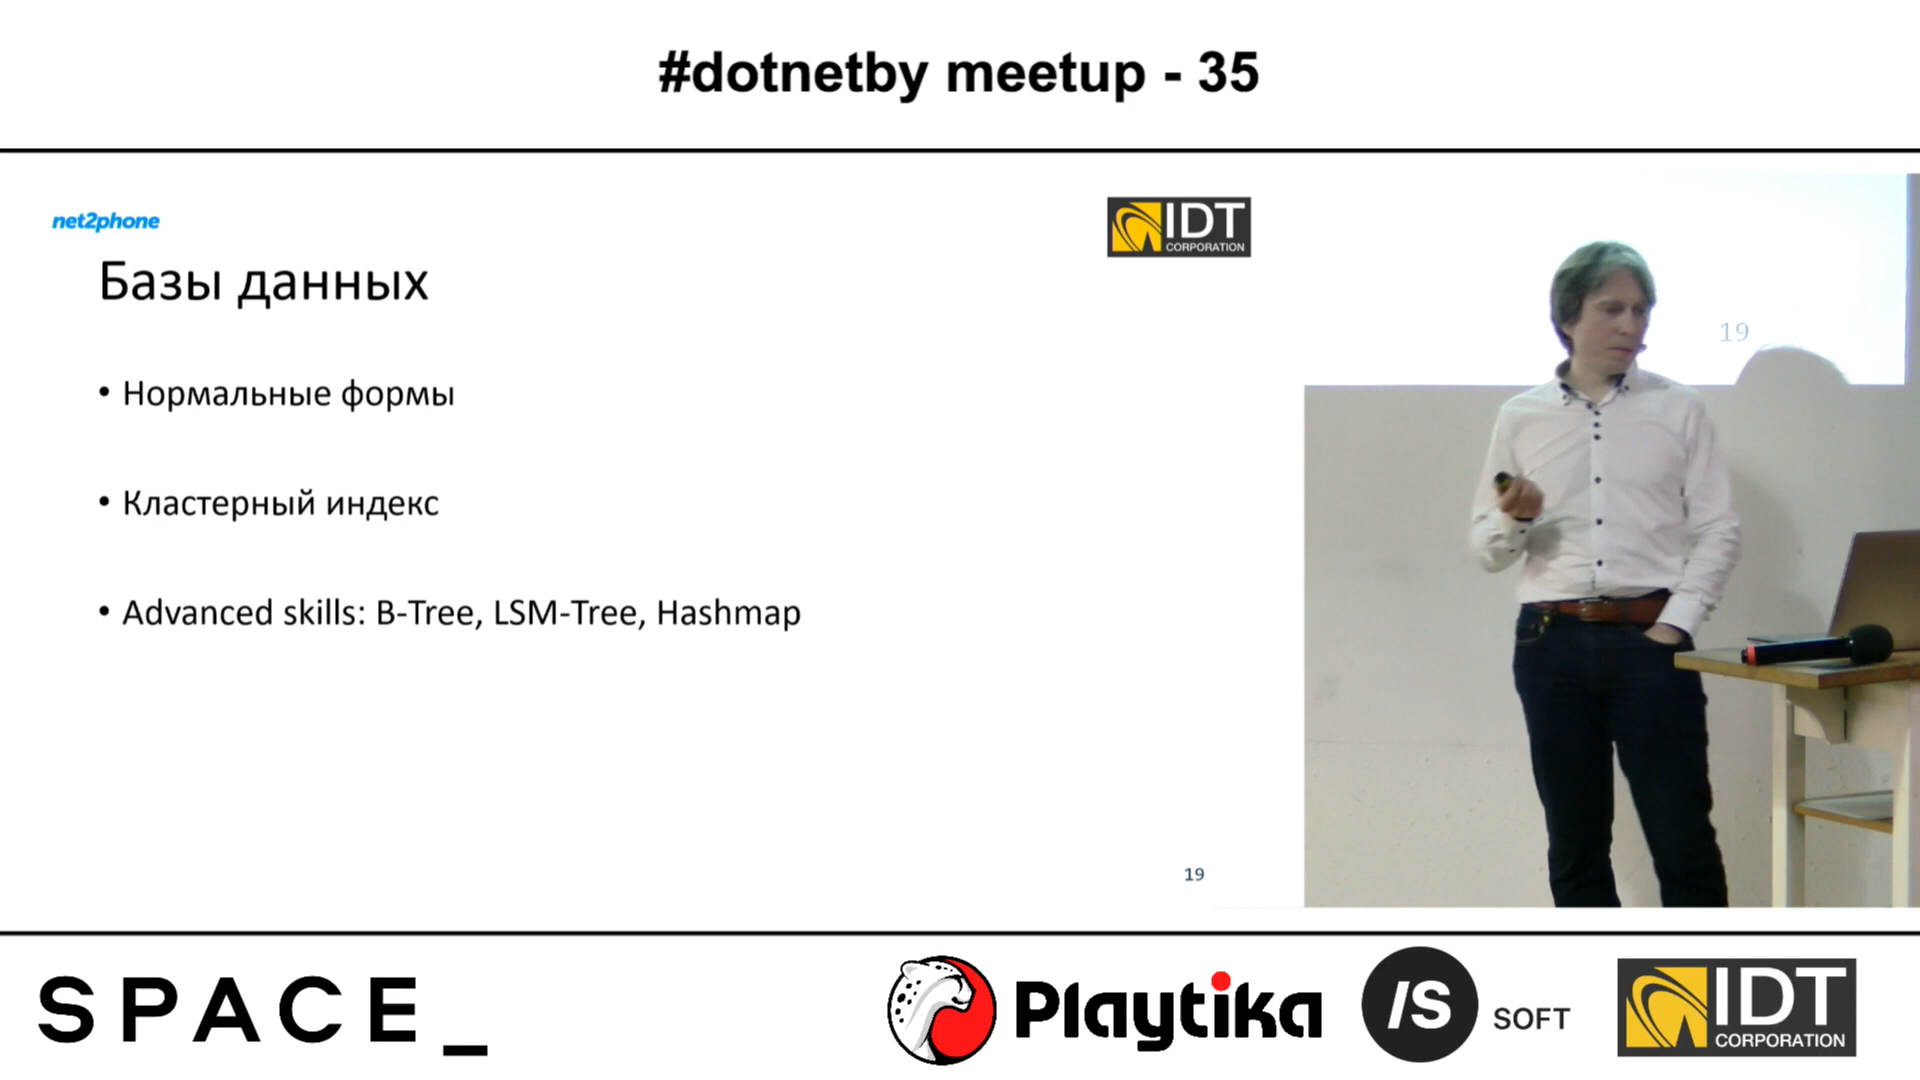 #dotnetby meetup - 35
net2phone
IDT
CORPORATION
Базы данных
• Нормальные формы
• Кластерный индекс
• Advanced skills: B-Tree, LSM-Tree, Hashmap
19
19
SPACE_
Playtika
/S SOFT
IDT
CORPORATION